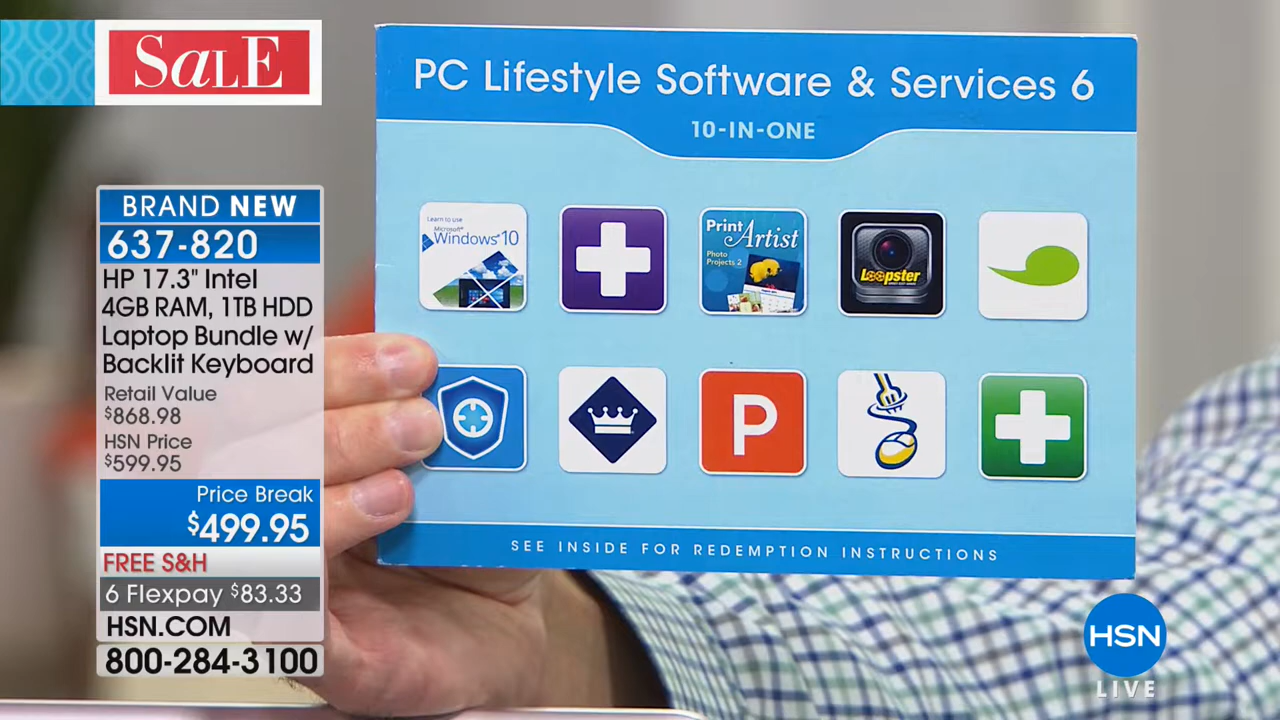 SaLE
BRAND NEW
637-820
HP 17.3" Intel
4GB RAM, 1TB HDD
Laptop Bundle w/
Backlit Keyboard
Retail Value
$868.98
HSN Price
$599.95
Price Break
$499.95
FREE S&H
6 Flexpay $83.33
HSN.COM
800-284-3100
PC Lifestyle Software & Services 6
10-IN-ONE
Learn to use
Microsoft®
Windows® 10
Print
Artist
Photo
Projects 2
Loopster
P
SEE INSIDE FOR REDEMPTION INSTRUCTIONS
HSN
LIVE